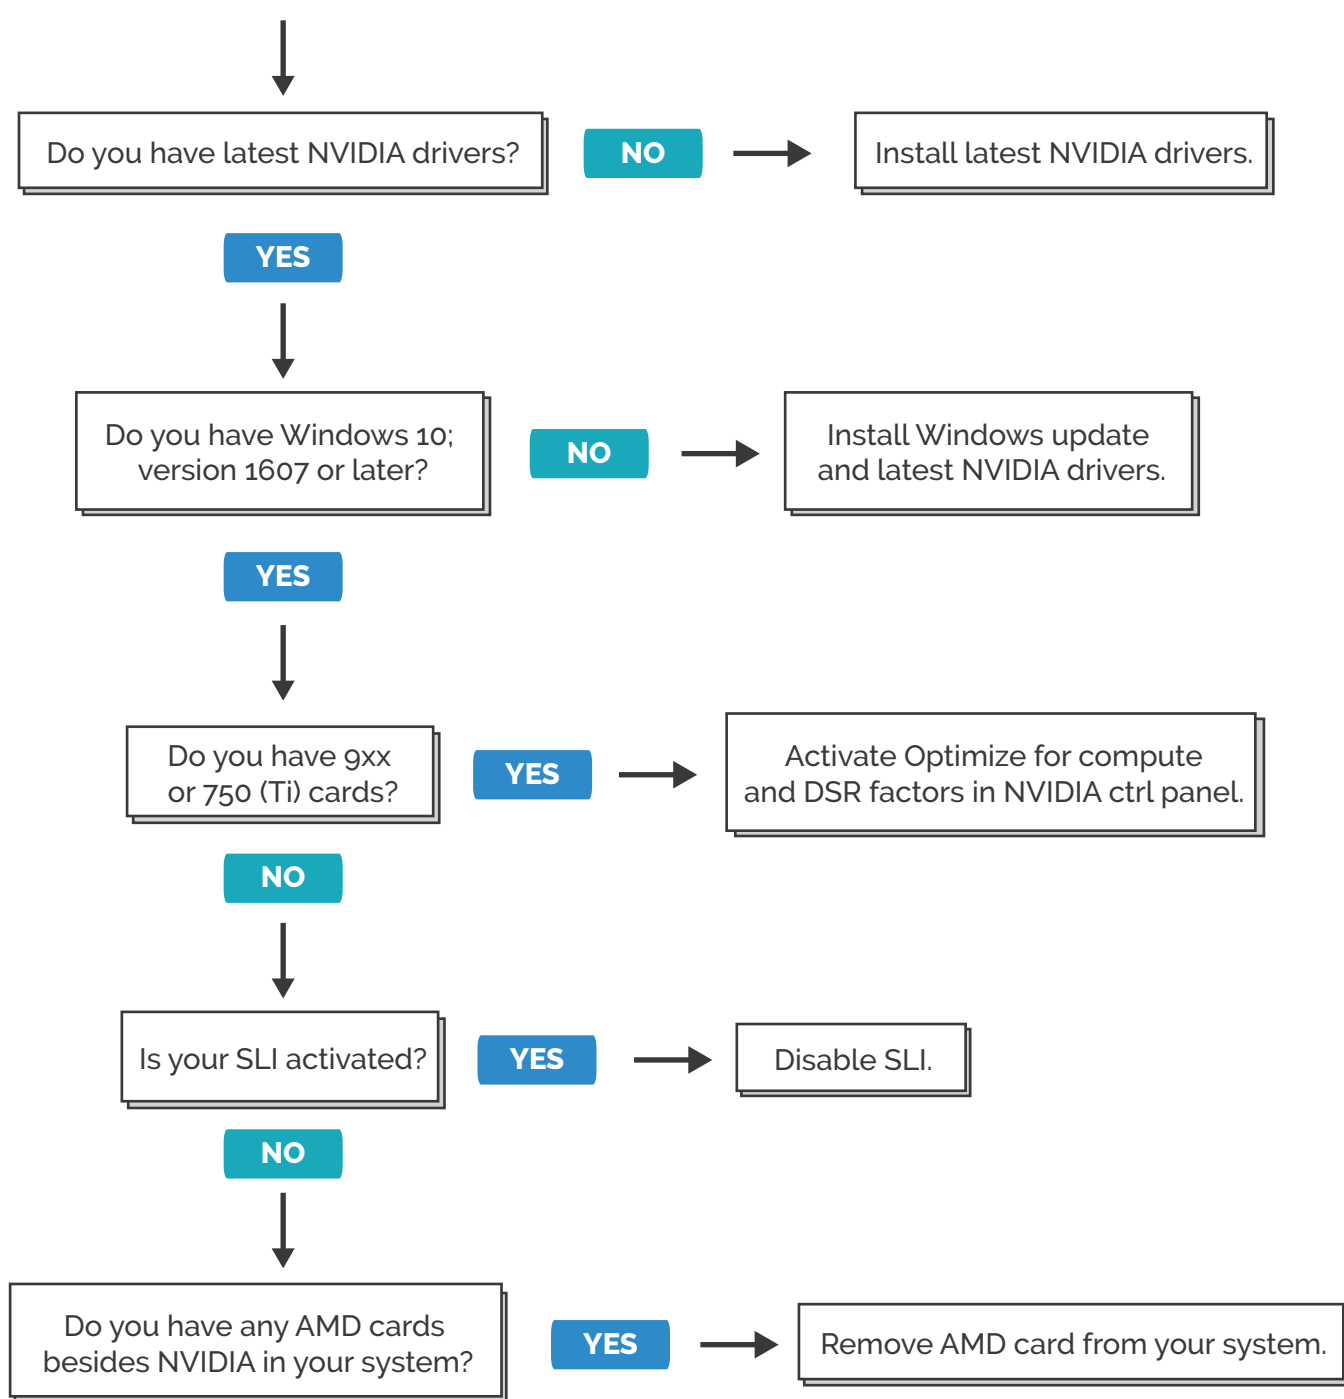 Do you have latest NVIDIA drivers?
NO
Install latest NVIDIA drivers.
YES
Do you have Windows 10;
version 1607 or later?
NO
Install Windows update
and latest NVIDIA drivers.
YES
Do you have 9xx
or 750 (Ti) cards?
YES
Activate Optimize for compute
and DSR factors in NVIDIA ctrl panel.
NO
Is your SLI activated?
YES
Disable SLI.
NO
Do you have any AMD cards
besides NVIDIA in your system?
YES
Remove AMD card from your system.